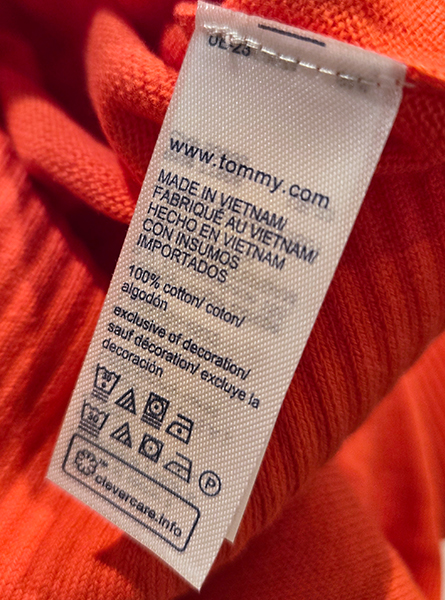 www.tommy.com
MADE IN VIETNAM/
FABRIQUÉ AU VIETNAM/
HECHO EN VIETNAM
CON INSUMOS
IMPORTADOS
100% cotton/ coton/
algodón
exclusive of decoration/
sauf décoration/ excluye la
decoración
30
P
clevercare.info